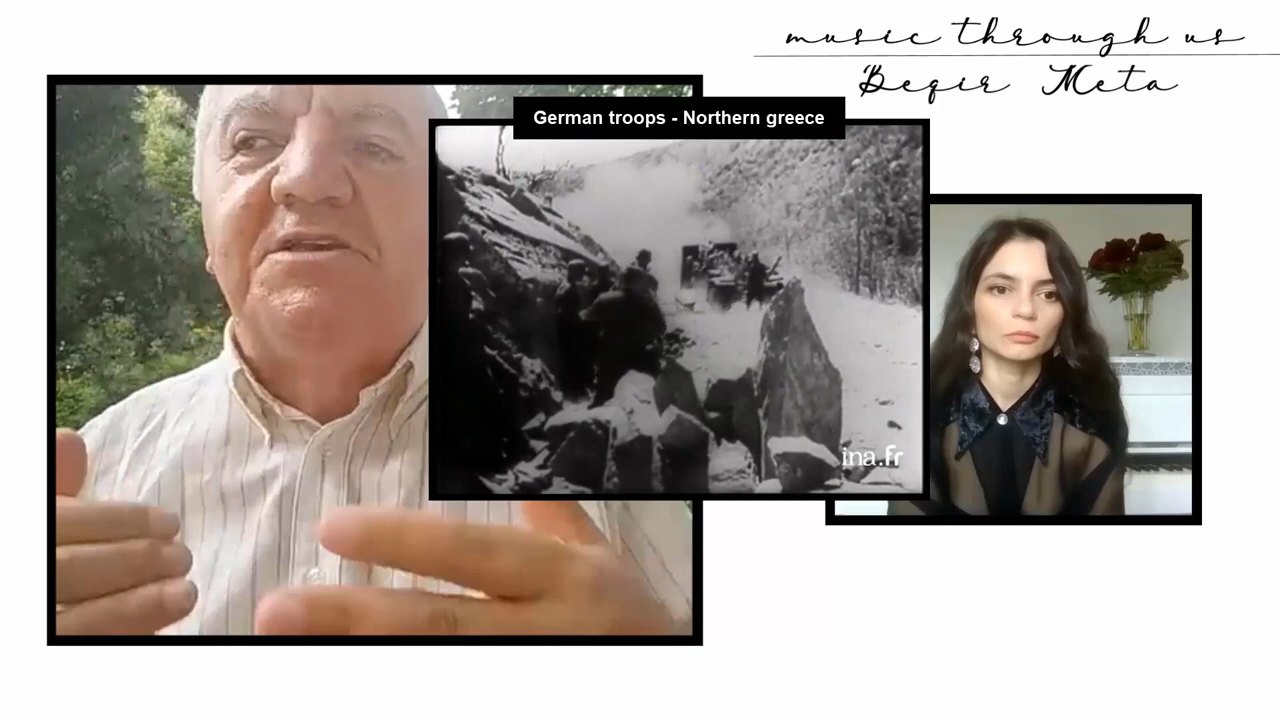 music through us
Beqir Meta
German troops - Northern greece
ina.fr